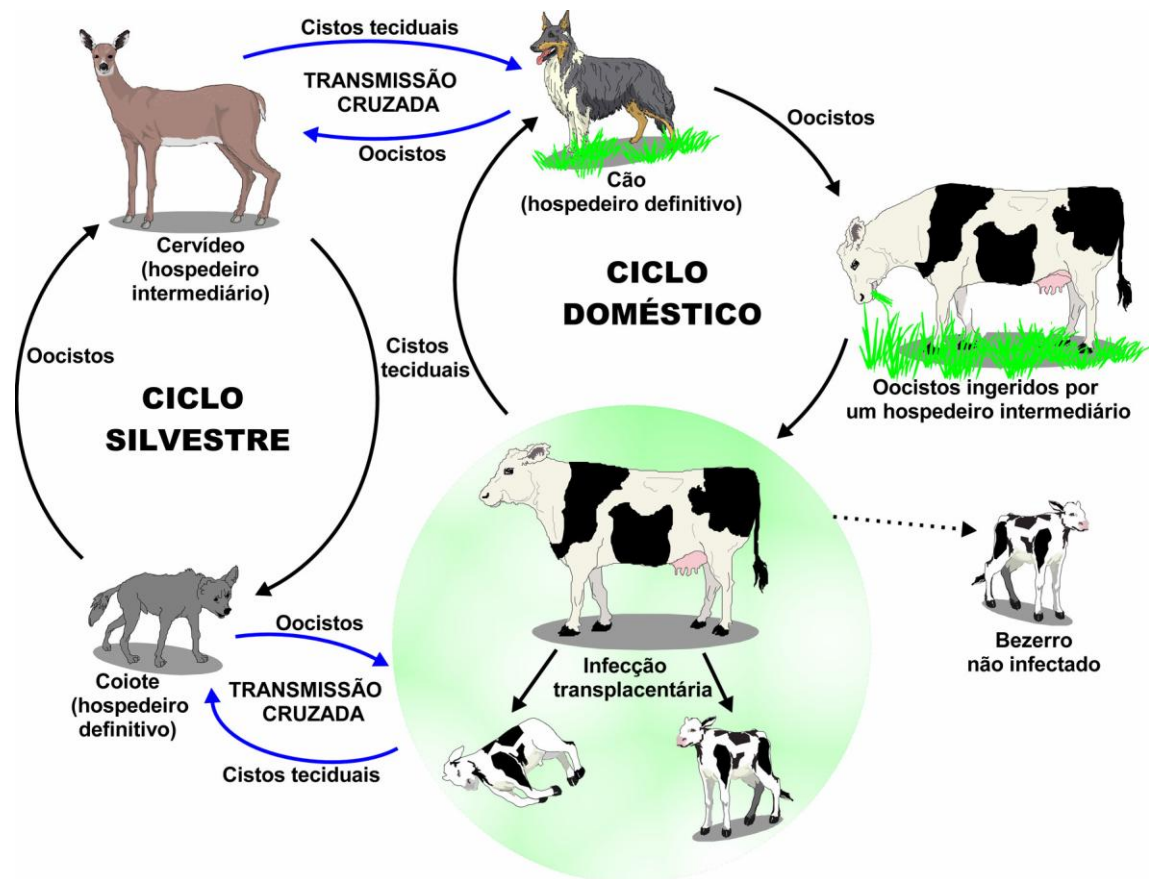 Cistos teciduais
TRANSMISSÃO
CRUZADA
Oocistos
Cão
(hospedeiro definitivo)
Oocistos
Cervídeo
(hospedeiro
intermediário)
CICLO
DOMÉSTICO
Oocistos
Cistos
teciduais
CICLO
SILVESTRE
Oocistos ingeridos por
um hospedeiro intermediário
Oocistos
Coiote
(hospedeiro
definitivo)
TRANSMISSÃO
CRUZADA
Cistos teciduais
Infecção
transplacentária
Bezerro
não infectado